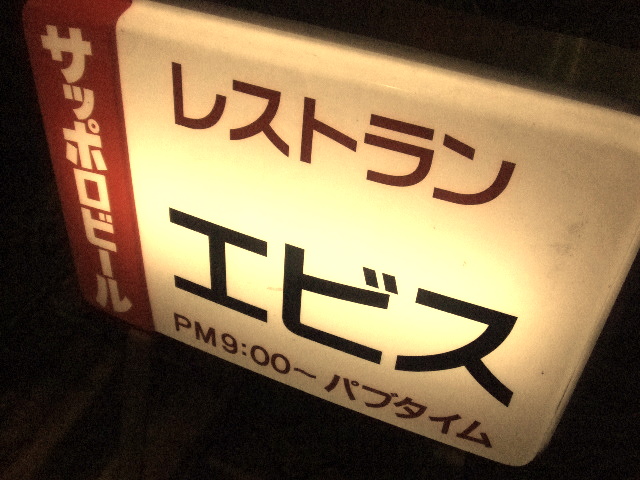 サッポロビール
レストラン
エビス
PM9:00～パブタイム